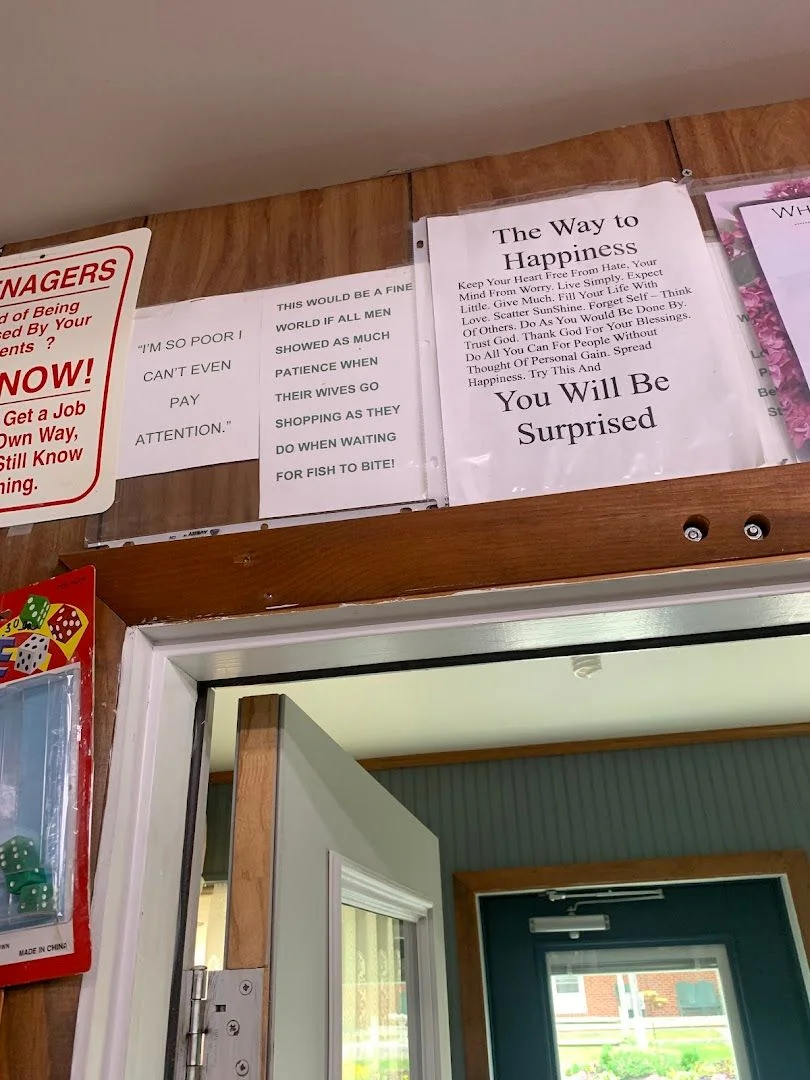 NAGERS
d of Being
sed By Your
ents ?
NOW!
Get a Job
Own Way,
Still Know
ning.
"I'M SO POOR I
CAN'T EVEN
PAY
ATTENTION."
THIS WOULD BE A FINE
WORLD IF ALL MEN
SHOWED AS MUCH
PATIENCE WHEN
THEIR WIVES GO
SHOPPING AS THEY
DO WHEN WAITING
FOR FISH TO BITE!
The Way to
Happiness
Keep Your Heart Free From Hate, Your
Mind From Worry. Live Simply. Expect
Little. Give Much. Fill Your Life With
Love. Scatter SunShine. Forget Self – Think
Of Others. Do As You Would Be Done By.
Trust God. Thank God For Your Blessings.
Do All You Can For People Without
Thought Of Personal Gain. Spread
Happiness. Try This And
You Will Be
Surprised
WH
MADE IN CHINA